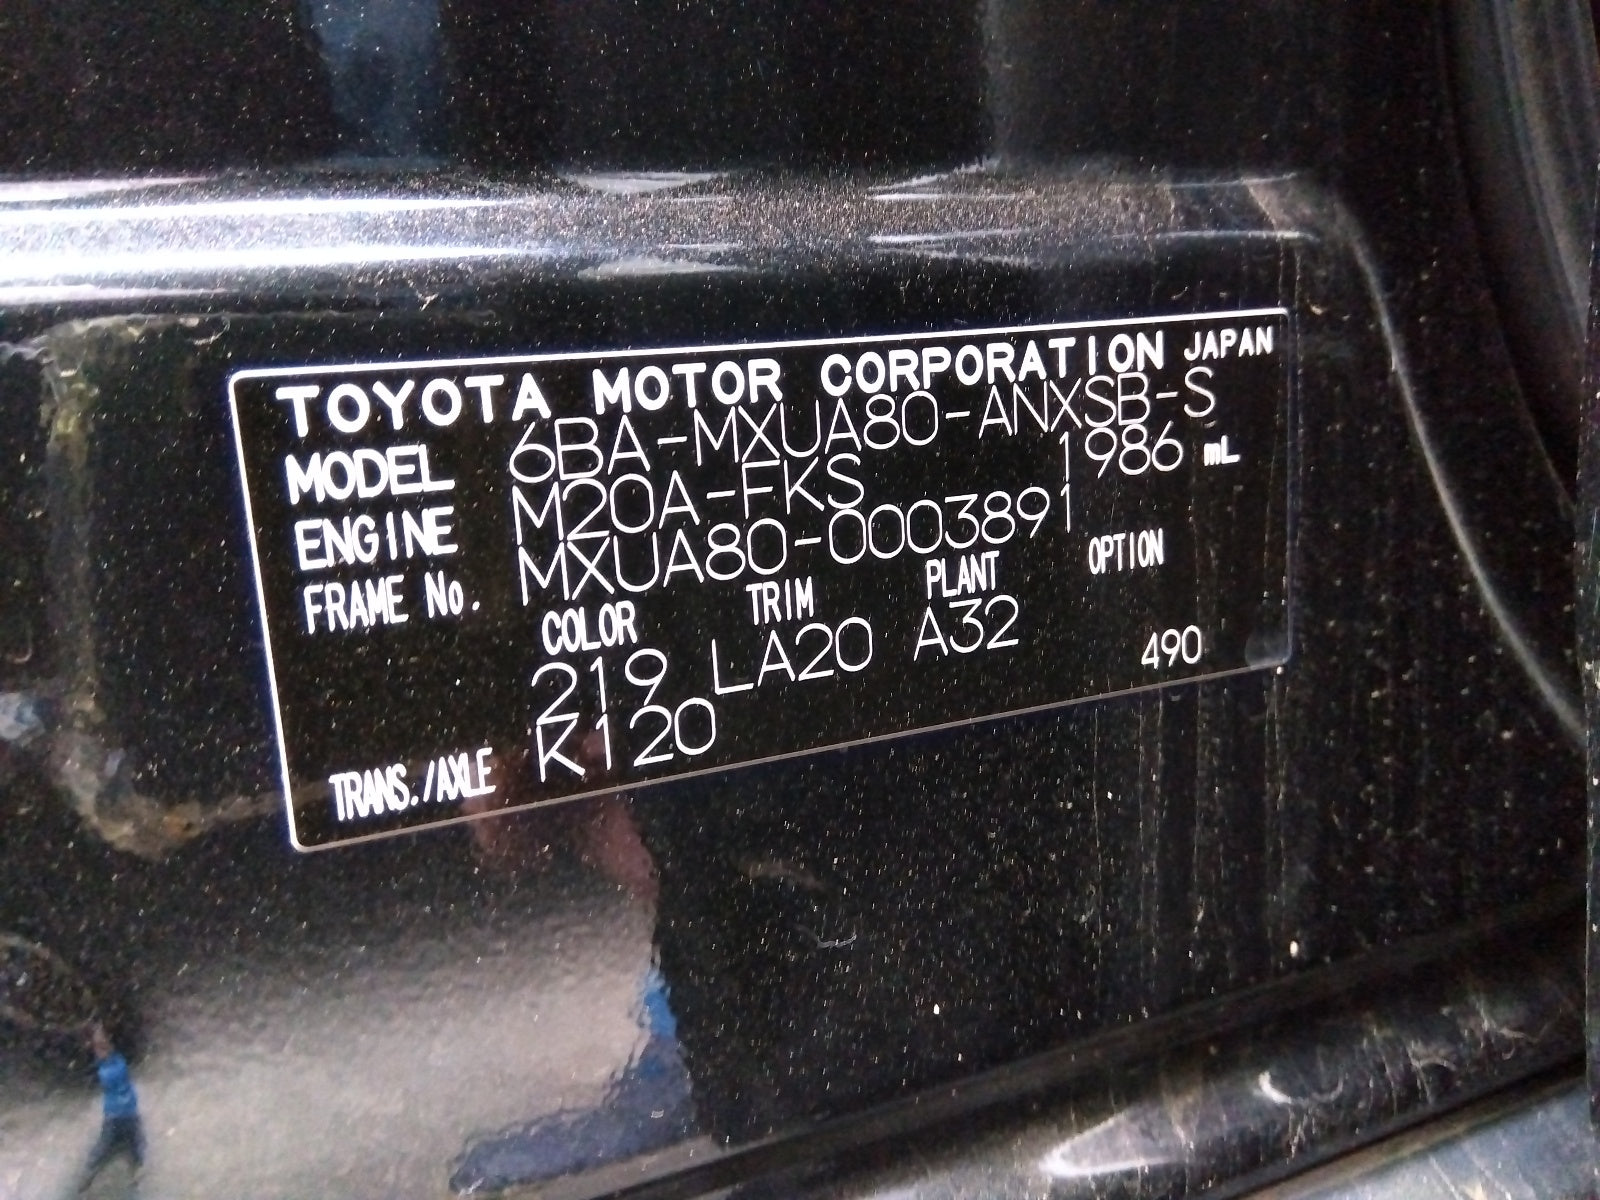 TOYOTA MOTOR CORPORATION JAPAN
MODEL 6BA-MXUA80-ANXSB-S
ENGINE M20A-FKS 1986 mL
FRAME No. MXUA80-0003891
COLOR TRIM PLANT OPTION
219 LA20 A32 490
TRANS./AXLE K120